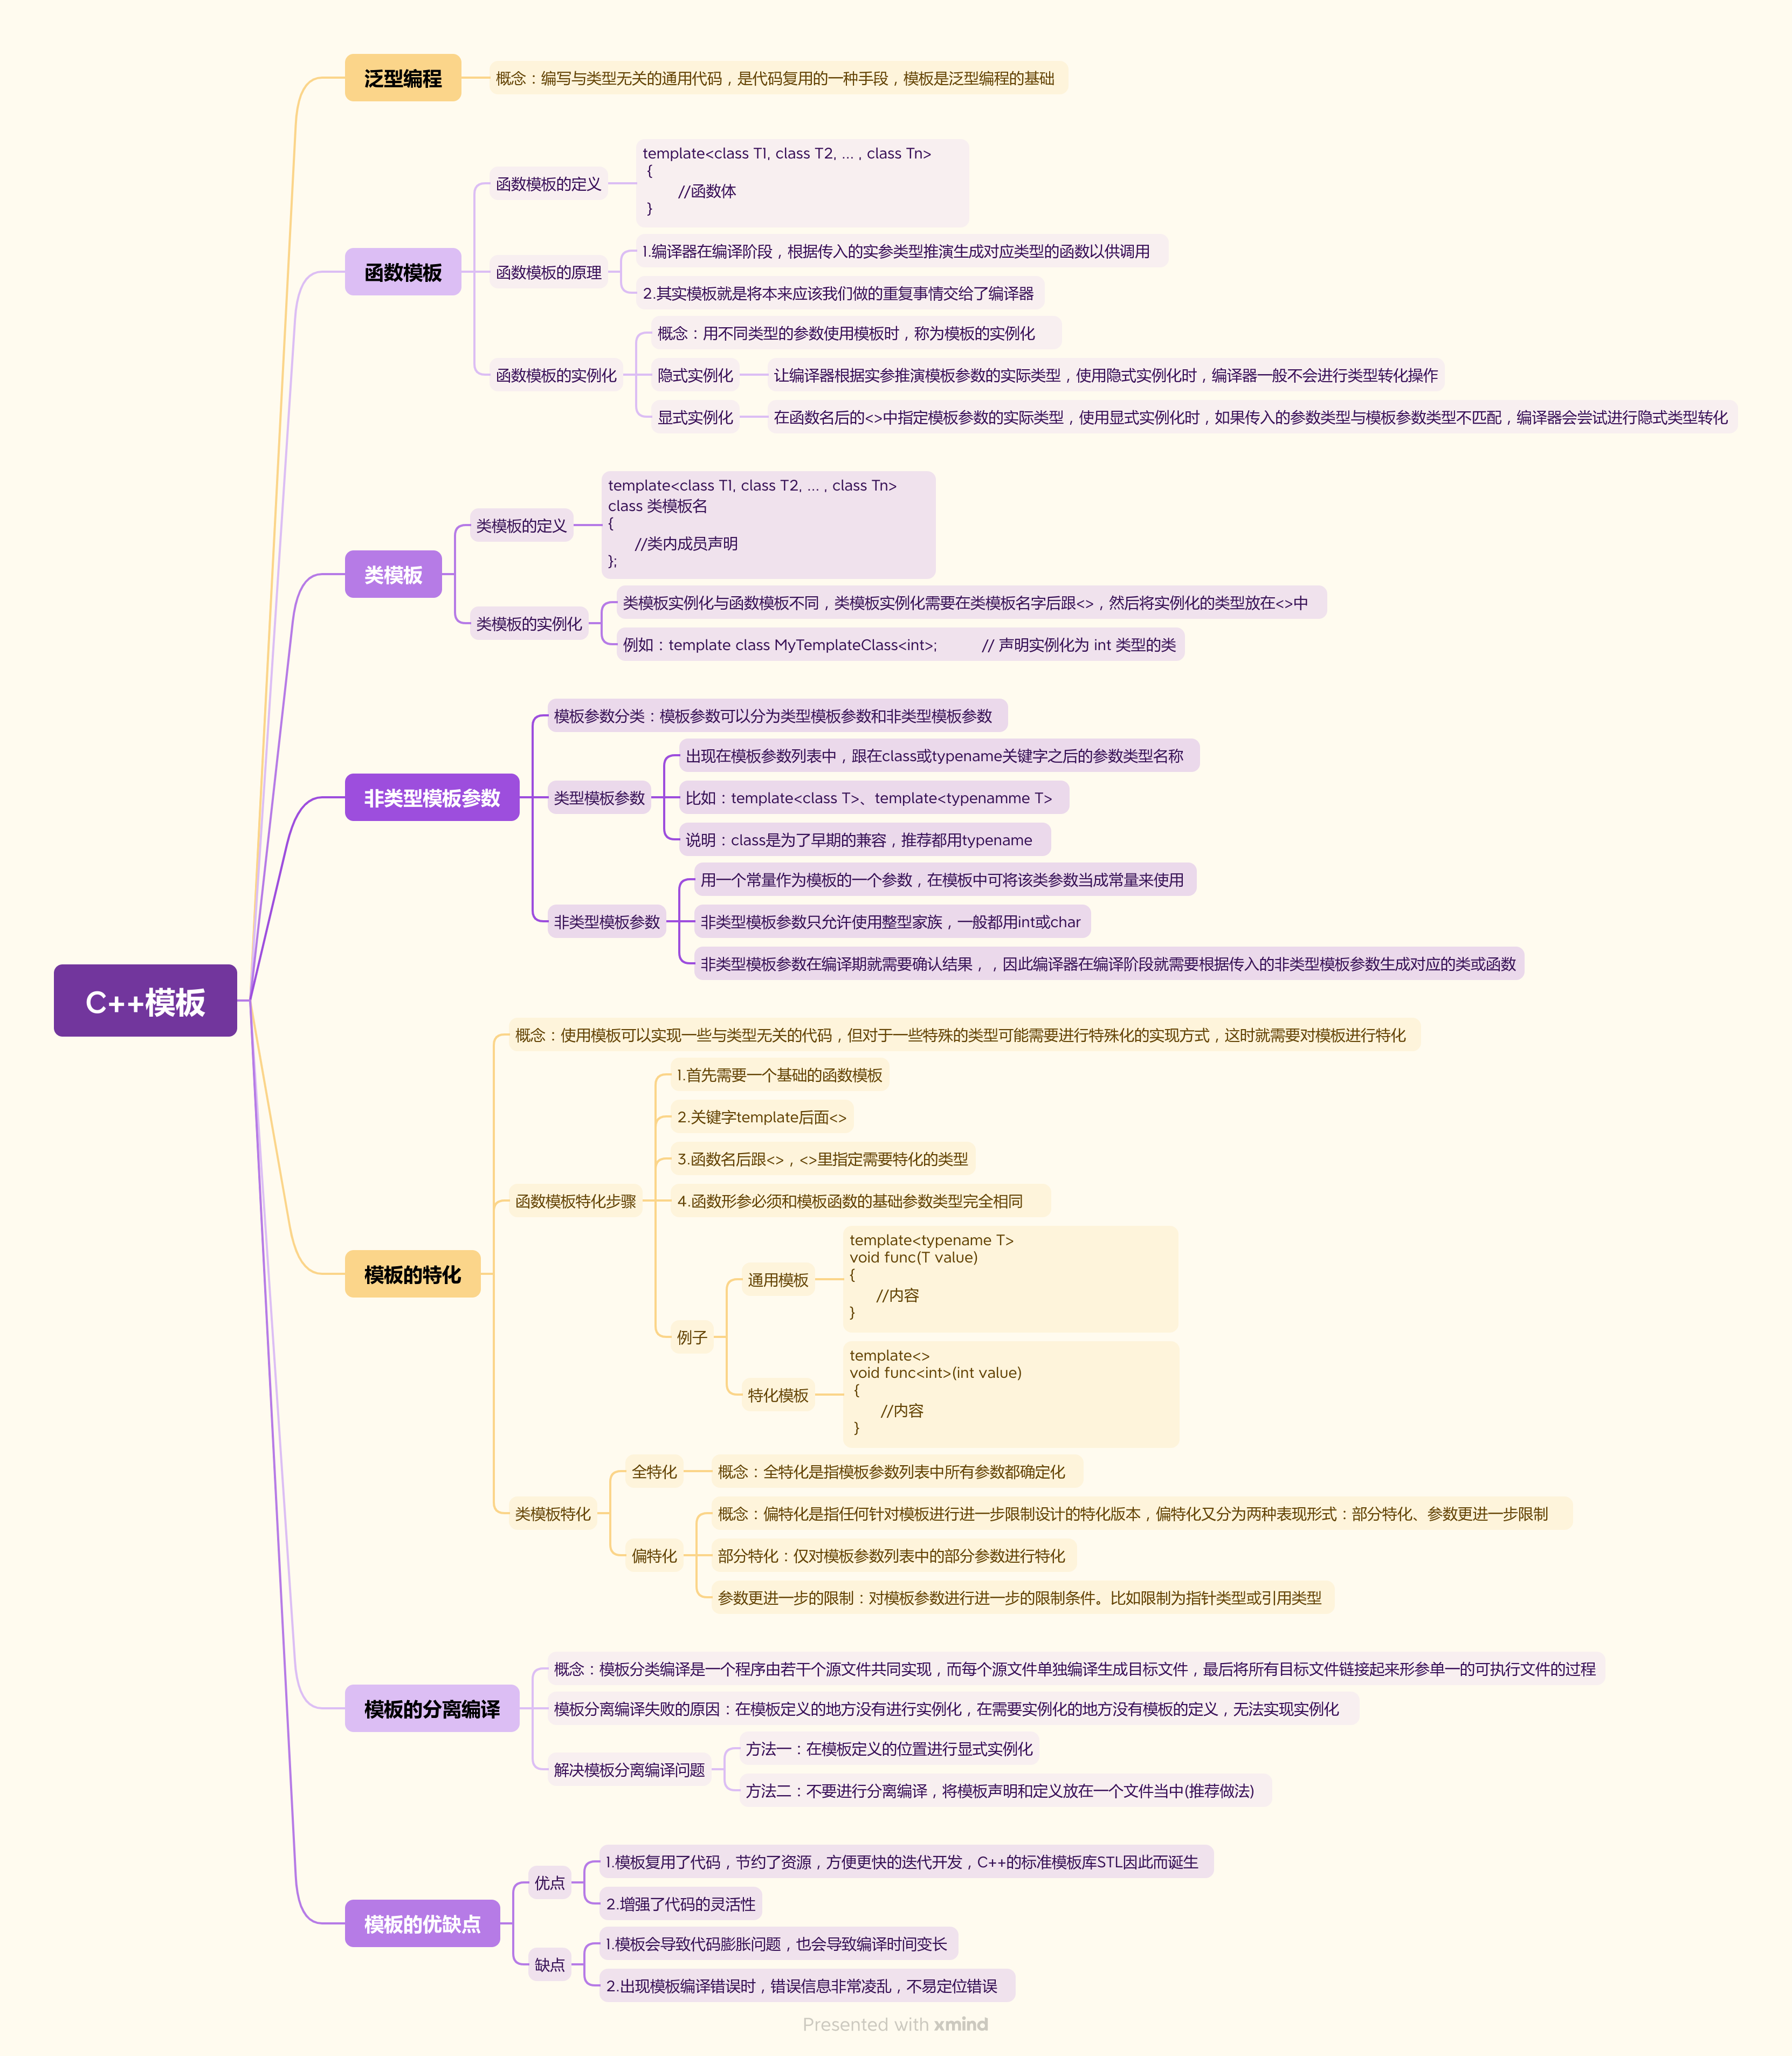 C++模板
泛型编程
概念：编写与类型无关的通用代码，是代码复用的一种手段，模板是泛型编程的基础
函数模板
函数模板的定义
template<class T1, class T2, ... , class Tn>
{
//函数体
}
函数模板的原理
1.编译器在编译阶段，根据传入的实参类型推演生成对应类型的函数以供调用
2.其实模板就是将本来应该我们做的重复事情交给了编译器
函数模板的实例化
概念：用不同类型的参数使用模板时，称为模板的实例化
隐式实例化
让编译器根据实参推演模板参数的实际类型，使用隐式实例化时，编译器一般不会进行类型转化操作
显式实例化
在函数名后的<>中指定模板参数的实际类型，使用显式实例化时，如果传入的参数类型与模板参数类型不匹配，编译器会尝试进行隐式类型转化
类模板
类模板的定义
template<class T1, class T2, ... , class Tn>
class 类模板名
{
//类内成员声明
};
类模板的实例化
类模板实例化与函数模板不同，类模板实例化需要在类模板名字后跟<>，然后将实例化的类型放在<>中
例如：template class MyTemplateClass<int>; // 声明实例化为 int 类型的类
非类型模板参数
模板参数分类：模板参数可以分为类型模板参数和非类型模板参数
类型模板参数
出现在模板参数列表中，跟在class或typename关键字之后的参数类型名称
比如：template<class T>、template<typenamme T>
说明：class是为了早期的兼容，推荐都用typename
非类型模板参数
用一个常量作为模板的一个参数，在模板中可将该类参数当成常量来使用
非类型模板参数只允许使用整型家族，一般都用int或char
非类型模板参数在编译期就需要确认结果，，因此编译器在编译阶段就需要根据传入的非类型模板参数生成对应的类或函数
模板的特化
概念：使用模板可以实现一些与类型无关的代码，但对于一些特殊的类型可能需要进行特殊化的实现方式，这时就需要对模板进行特化
函数模板特化步骤
1.首先需要一个基础的函数模板
2.关键字template后面<>
3.函数名后跟<>，<>里指定需要特化的类型
4.函数形参必须和模板函数的基础参数类型完全相同
例子
通用模板
template<typename T>
void func(T value)
{
//内容
}
特化模板
template<>
void func<int>(int value)
{
//内容
}
类模板特化
全特化
概念：全特化是指模板参数列表中所有参数都确定化
偏特化
概念：偏特化是指任何针对模板进行进一步限制设计的特化版本，偏特化又分为两种表现形式：部分特化、参数更进一步限制
部分特化：仅对模板参数列表中的部分参数进行特化
参数更进一步的限制：对模板参数进行进一步的限制条件。比如限制为指针类型或引用类型
模板的分离编译
概念：模板分类编译是一个程序由若干个源文件共同实现，而每个源文件单独编译生成目标文件，最后将所有目标文件链接起来形参单一的可执行文件的过程
模板分离编译失败的原因：在模板定义的地方没有进行实例化，在需要实例化的地方没有模板的定义，无法实现实例化
解决模板分离编译问题
方法一：在模板定义的位置进行显式实例化
方法二：不要进行分离编译，将模板声明和定义放在一个文件当中(推荐做法)
模板的优缺点
优点
1.模板复用了代码，节约了资源，方便更快的迭代开发，C++的标准模板库STL因此而诞生
2.增强了代码的灵活性
缺点
1.模板会导致代码膨胀问题，也会导致编译时间变长
2.出现模板编译错误时，错误信息非常凌乱，不易定位错误
Presented with xmind